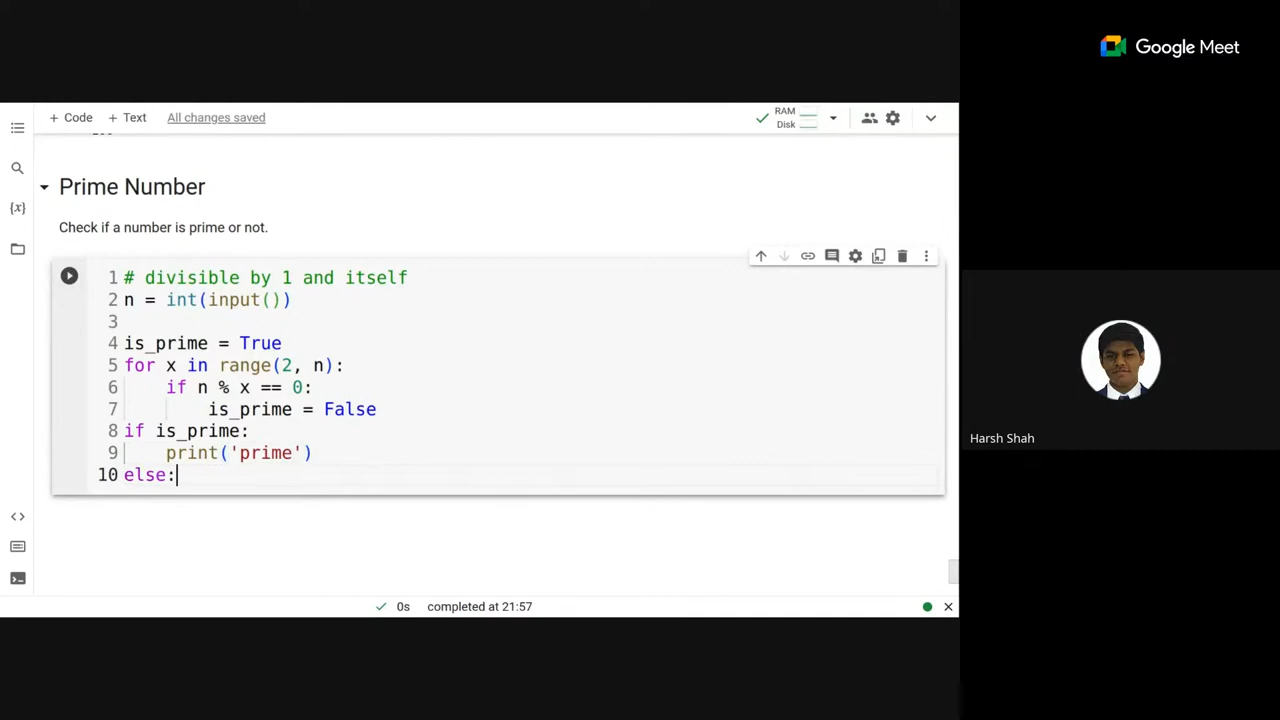 Google Meet
+ Code + Text All changes saved
RAM
Disk
Prime Number
Check if a number is prime or not.
1 # divisible by 1 and itself
2 n = int(input())
3
4 is_prime = True
5 for x in range(2, n):
6 if n % x == 0:
7 is_prime = False
8 if is_prime:
9 print('prime')
10 else:
Harsh Shah
0s completed at 21:57